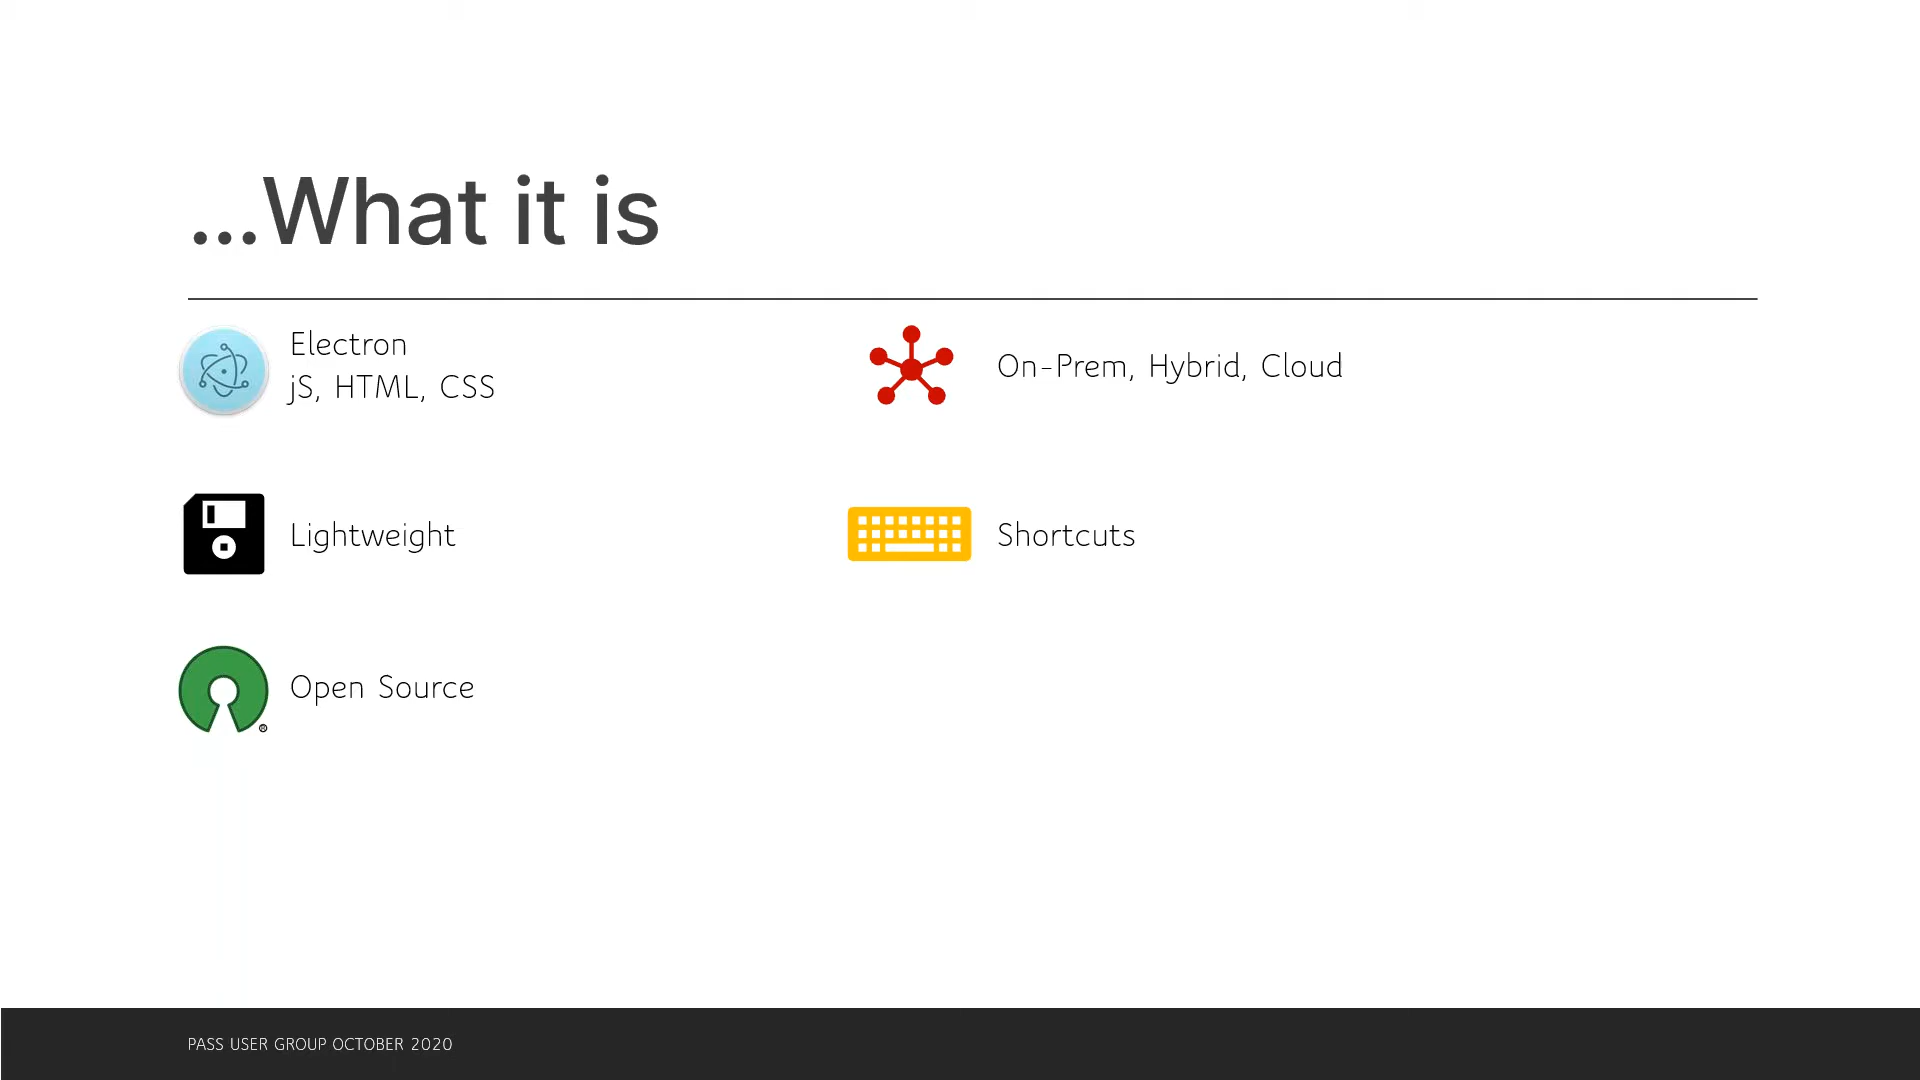 ...What it is
Electron
jS, HTML, CSS
On-Prem, Hybrid, Cloud
Lightweight
Shortcuts
Open Source
®
PASS USER GROUP OCTOBER 2020